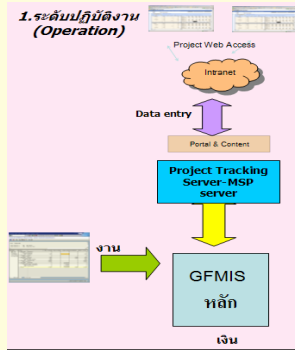 1.ระดับปฏิบัติงาน
(Operation)
Project Web Access
Intranet
Data entry
Portal & Content
Project Tracking
Server-MSP
server
งาน
GFMIS
หลัก
เงิน